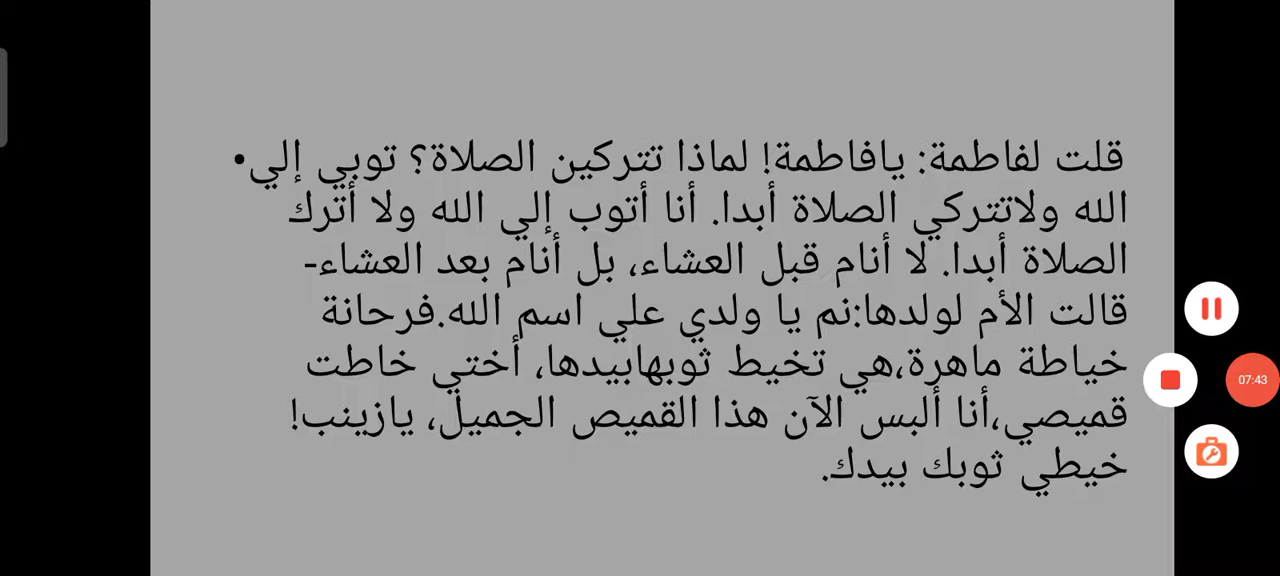 • قلت لفاطمة: يافاطمة! لماذا تتركين الصلاة؟ توبي إلي
الله ولاتتركي الصلاة أبدا. أنا أتوب إلي الله ولا أترك
الصلاة أبدا. لا أنام قبل العشاء، بل أنام بعد العشاء-
قالت الأم لولدها:نم يا ولدي علي اسم الله.فرحانة
خياطة ماهرة،هي تخيط ثوبهابيدها، أختي خاطت
قميصي،أنا ألبس الآن هذا القميص الجميل، يازينب!
خيطي ثوبك بيدك.
07:43